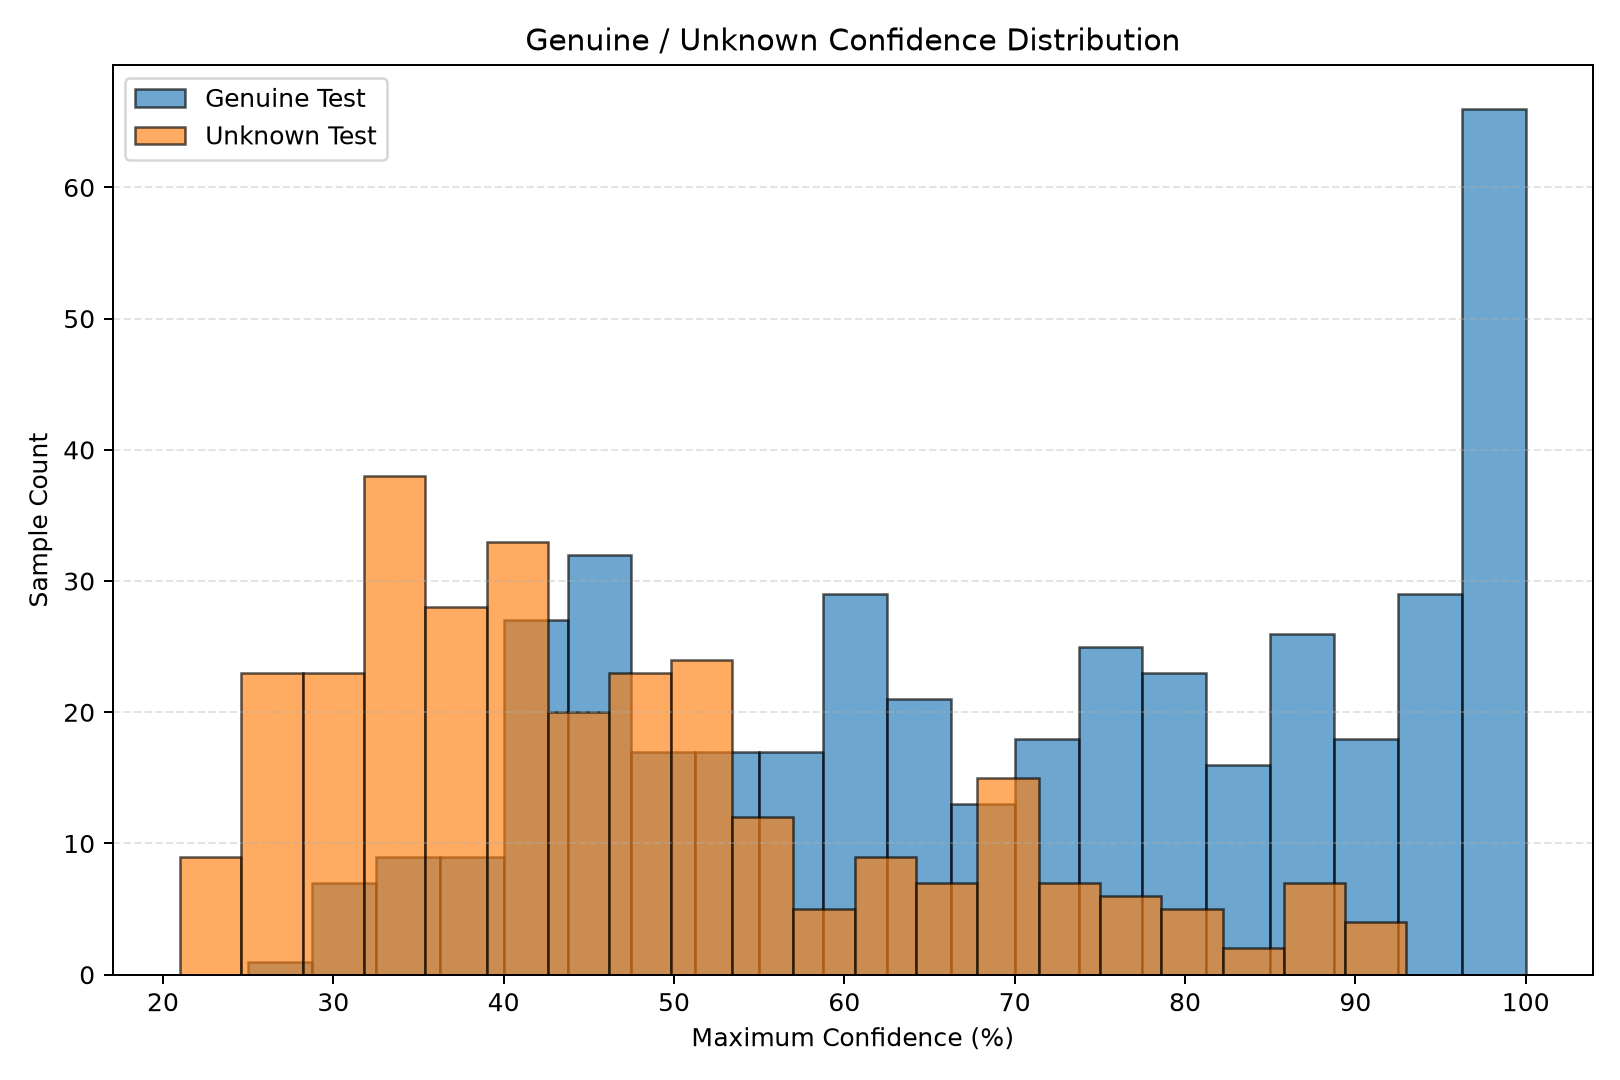 Genuine / Unknown Confidence Distribution
Genuine Test
Unknown Test
Sample Count
60
50
40
30
20
10
0
20 30 40 50 60 70 80 90 100
Maximum Confidence (%)